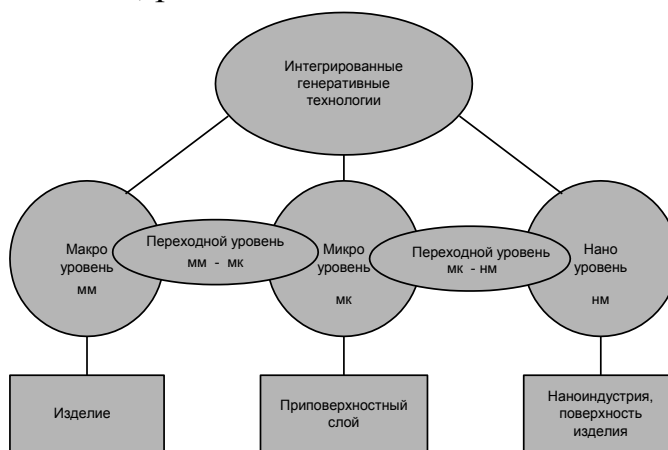 Интегрированные
генеративные
технологии
Макро
уровень
мм
Переходной уровень
мм - мк
Микро
уровень
мк
Переходной уровень
мк - нм
Нано
уровень
нм
Изделие
Приповерхностный
слой
Наноиндустрия,
поверхность
изделия